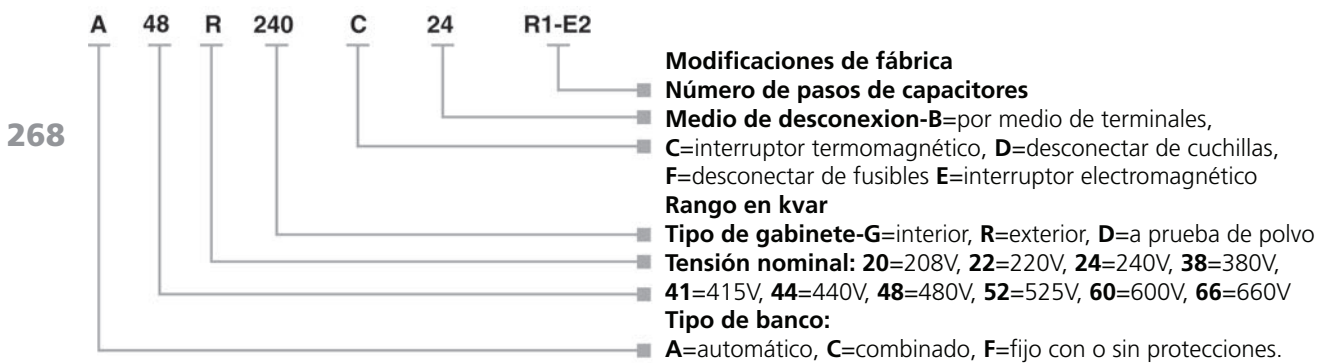 A 48 R 240 C 24 R1-E2
Modificaciones de fábrica
Número de pasos de capacitores
Medio de desconexion-B=por medio de terminales,
268
C=interruptor termomagnético, D=desconectar de cuchillas,
F=desconectar de fusibles E=interruptor electromagnético
Rango en kvar
Tipo de gabinete-G=interior, R=exterior, D=a prueba de polvo
Tensión nominal: 20=208V, 22=220V, 24=240V, 38=380V,
41=415V, 44=440V, 48=480V, 52=525V, 60=600V, 66=660V
Tipo de banco:
A=automático, C=combinado, F=fijo con o sin protecciones.